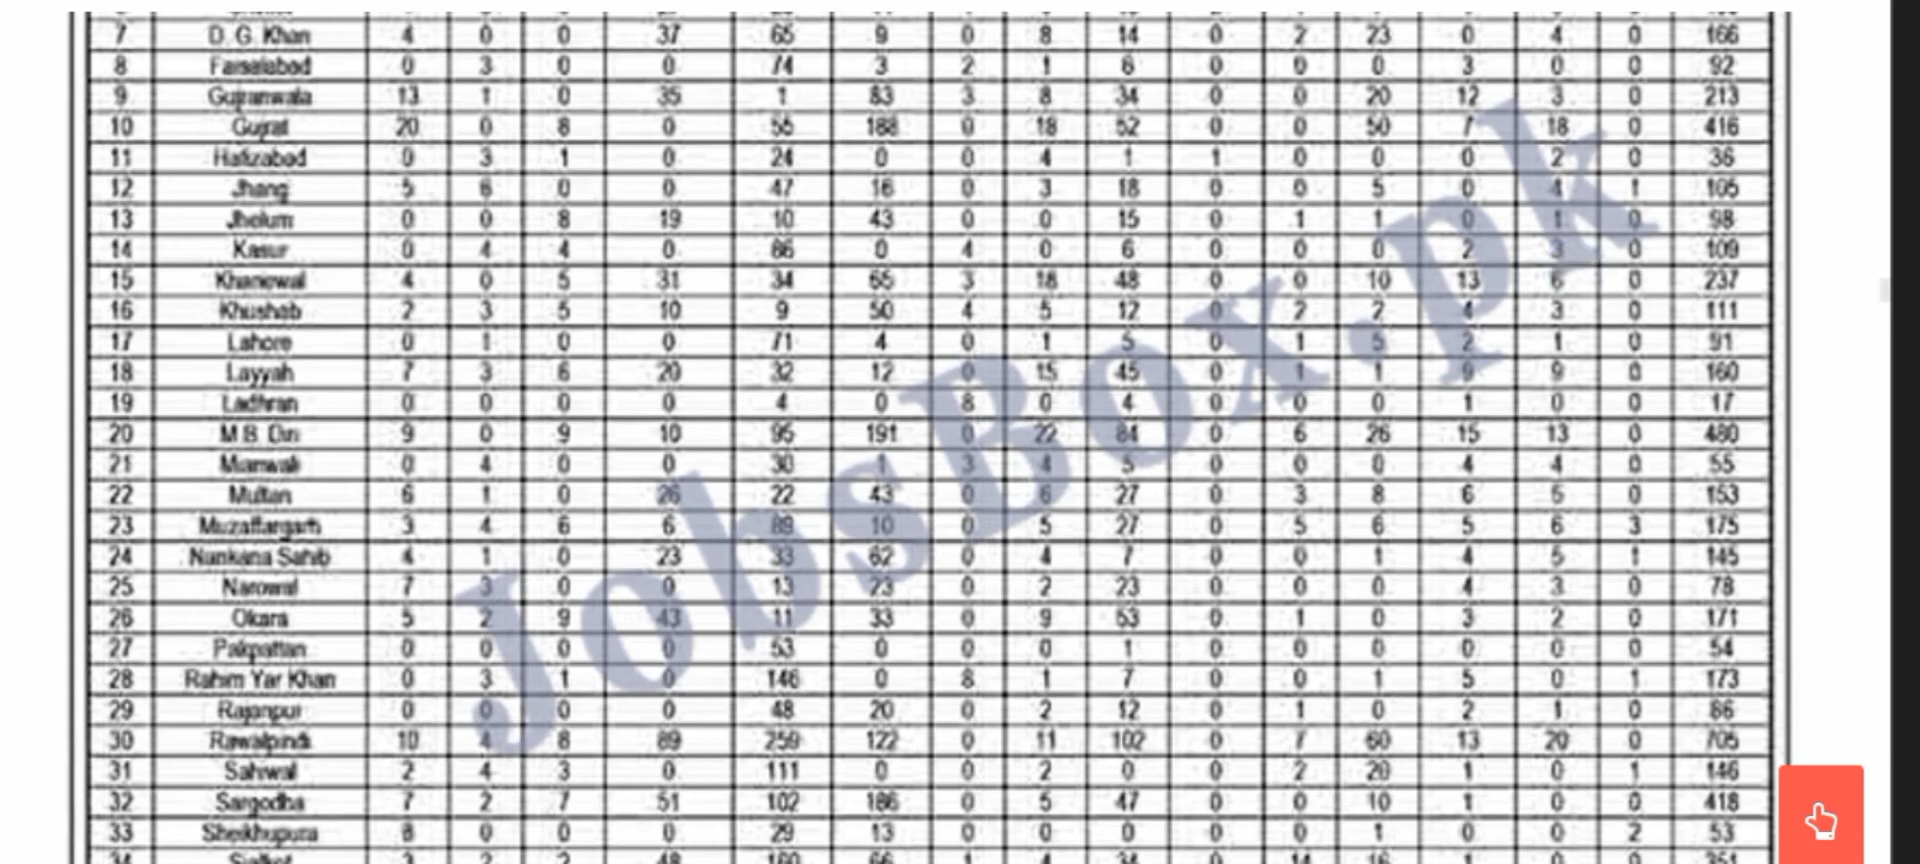 7 D. G. Khan 4 0 0 37 65 9 0 8 14 0 2 23 0 4 0 166
8 Faisalabad 0 3 0 0 74 3 2 1 6 0 0 0 3 0 0 92
9 Gujranwala 13 1 0 35 1 83 3 8 34 0 0 20 12 3 0 213
10 Gujrat 20 0 8 0 55 188 0 18 52 0 0 50 7 18 0 416
11 Hafizabad 0 3 1 0 24 0 0 4 1 1 0 0 0 2 0 36
12 Jhang 5 6 0 0 47 16 0 3 18 0 0 5 0 4 1 105
13 Jhelum 0 0 8 19 10 43 0 0 15 0 1 1 0 1 0 98
14 Kasur 0 4 4 0 86 0 4 0 6 0 0 0 2 3 0 109
15 Khanewal 4 0 5 31 34 65 3 18 48 0 0 10 13 6 0 237
16 Khushab 2 3 5 10 9 50 4 5 12 0 2 2 4 3 0 111
17 Lahore 0 1 0 0 71 4 0 1 5 0 1 5 2 1 0 91
18 Layyah 7 3 6 20 32 12 0 15 45 0 1 1 9 9 0 160
19 Ladhran 0 0 0 0 4 0 8 0 4 0 0 0 1 0 0 17
20 M.B. Din 9 0 9 10 95 191 0 22 84 0 6 26 15 13 0 480
21 Mianwali 0 4 0 0 30 1 3 4 5 0 0 0 4 4 0 55
22 Multan 6 1 0 26 22 43 0 6 27 0 3 8 6 5 0 153
23 Muzaffargarh 3 4 6 6 89 10 0 5 27 0 5 6 5 6 3 175
24 Nankana Sahib 4 1 0 23 33 62 0 4 7 0 0 1 4 5 1 145
25 Narowal 7 3 0 0 13 23 0 2 23 0 0 0 4 3 0 78
26 Okara 5 2 9 43 11 33 0 9 53 0 1 0 3 2 0 171
27 Pakpattan 0 0 0 0 53 0 0 0 1 0 0 0 0 0 0 54
28 Rahim Yar Khan 0 3 1 0 146 0 8 1 7 0 0 1 5 0 1 173
29 Rajanpur 0 0 0 0 48 20 0 2 12 0 1 0 2 1 0 86
30 Rawalpindi 10 4 8 89 259 122 0 11 102 0 7 60 13 20 0 705
31 Sahiwal 2 4 3 0 111 0 0 2 0 0 2 20 1 0 1 146
32 Sargodha 7 2 7 51 102 186 0 5 47 0 0 10 1 0 0 418
33 Sheikhupura 8 0 0 0 29 13 0 0 0 0 0 1 0 0 2 53
JobsBox.pk